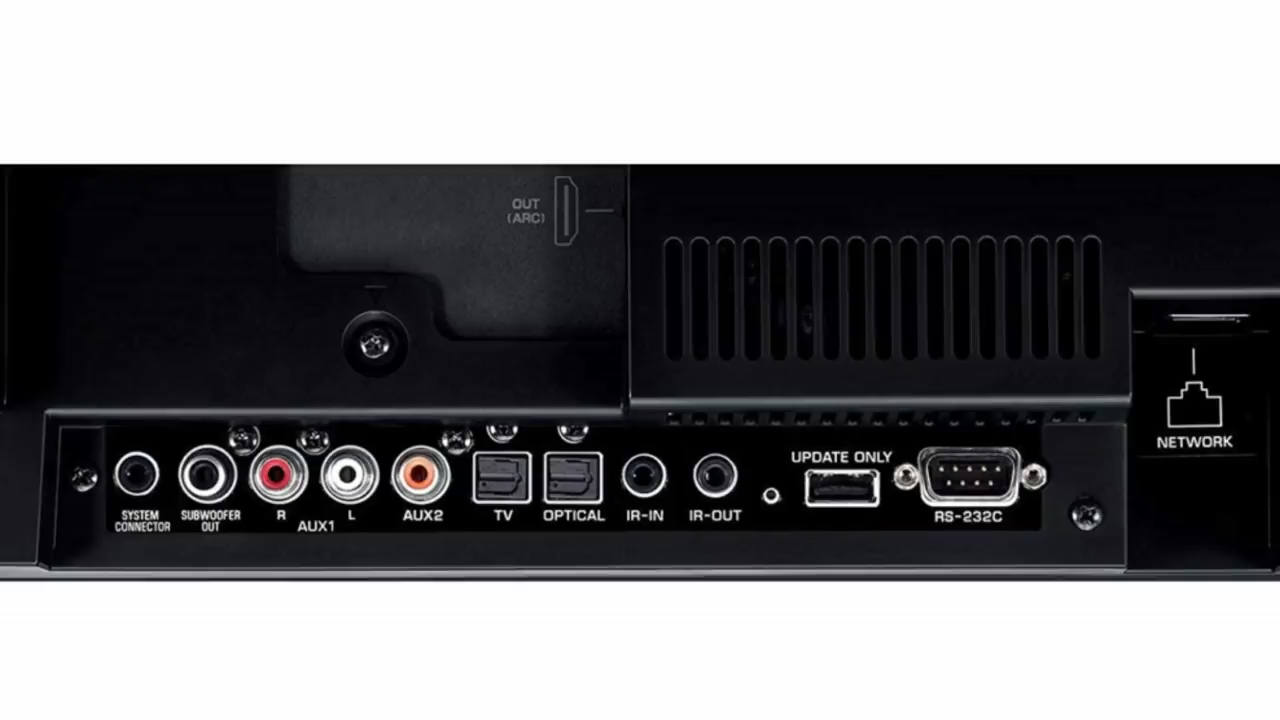 OUT
(ARC)
NETWORK
UPDATE ONLY
SYSTEM
CONNECTOR
SUBWOOFER
OUT
R
L
AUX1
AUX2
TV
OPTICAL
IR-IN
IR-OUT
RS-232C